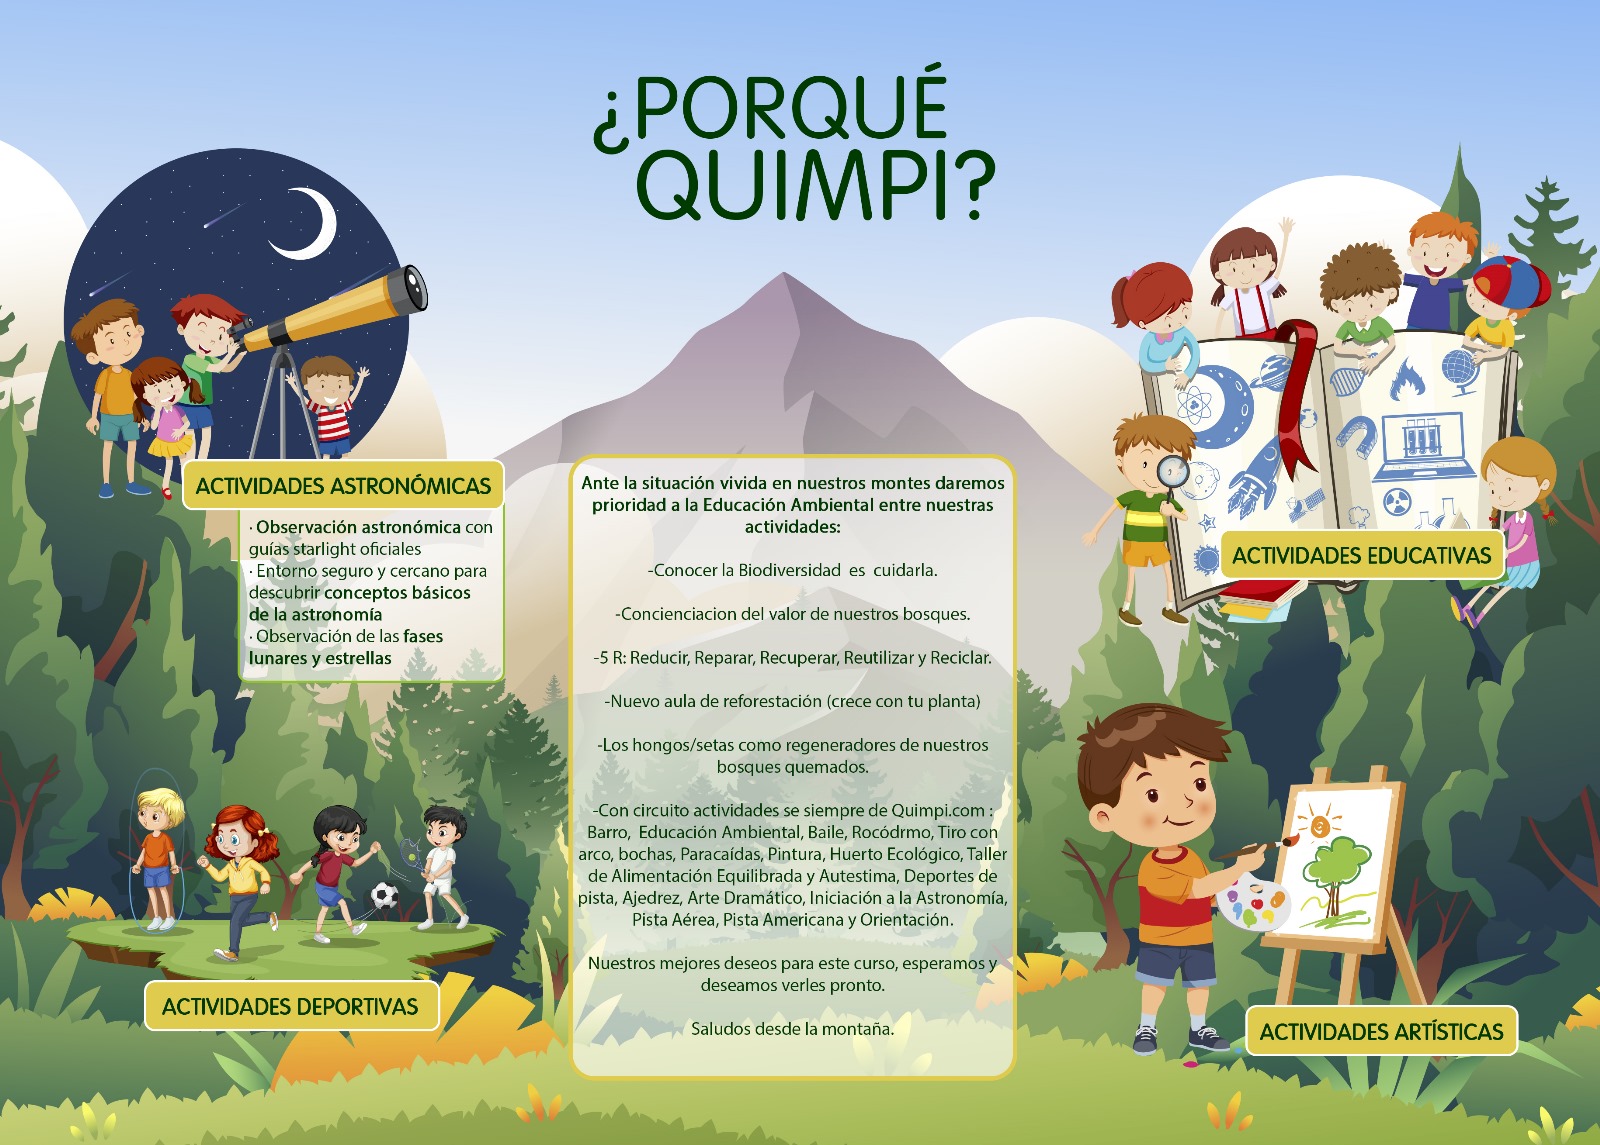 ¿PORQUÉ
QUIMPI?
ACTIVIDADES ASTRONÓMICAS
· Observación astronómica con
guías starlight oficiales
· Entorno seguro y cercano para
descubrir conceptos básicos
de la astronomía
· Observación de las fases
lunares y estrellas
ACTIVIDADES DEPORTIVAS
Ante la situación vivida en nuestros montes daremos
prioridad a la Educación Ambiental entre nuestras
actividades:
-Conocer la Biodiversidad es cuidarla.
-Concienciacion del valor de nuestros bosques.
-5 R: Reducir, Reparar, Recuperar, Reutilizar y Reciclar.
-Nuevo aula de reforestación (crece con tu planta)
-Los hongos/setas como regeneradores de nuestros
bosques quemados.
-Con circuito actividades se siempre de Quimpi.com :
Barro, Educación Ambiental, Baile, Rocódrmo, Tiro con
arco, bochas, Paracaídas, Pintura, Huerto Ecológico, Taller
de Alimentación Equilibrada y Autestima, Deportes de
pista, Ajedrez, Arte Dramático, Iniciación a la Astronomía,
Pista Aérea, Pista Americana y Orientación.
Nuestros mejores deseos para este curso, esperamos y
deseamos verles pronto.
Saludos desde la montaña.
ACTIVIDADES EDUCATIVAS
ACTIVIDADES ARTÍSTICAS